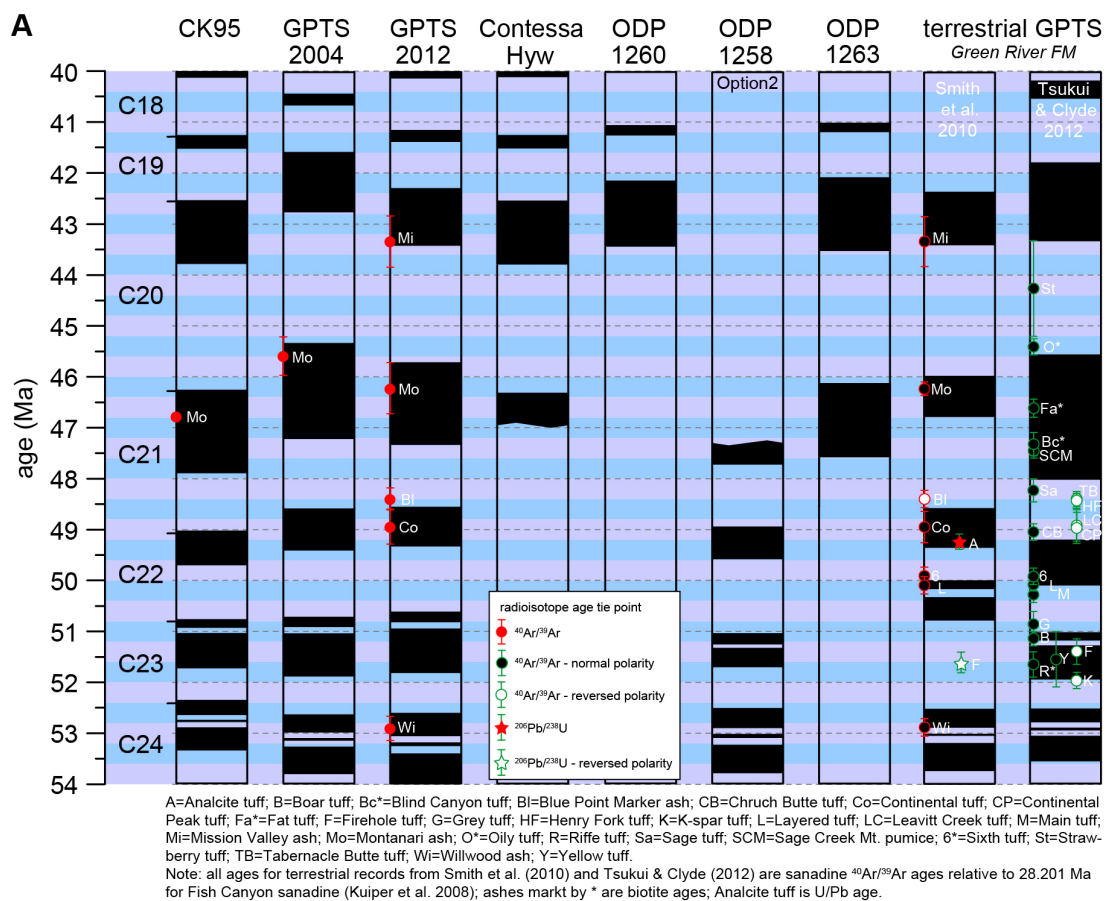 A
CK95
GPTS
2004
GPTS
2012
Contessa
Hyw
ODP
1260
ODP
1258
ODP
1263
terrestrial GPTS
Green River FM
40
41
42
43
44
45
46
47
48
49
50
51
52
53
54
age (Ma)
C18
C19
C20
C21
C22
C23
C24
Option2
Smith
et al.
2010
Tsukui
& Clyde
2012
Mo
Mo
Mi
Mo
Bl
Co
Wi
Mi
Mo
Bl
Co
A
6
L
F
Wi
St
O*
Fa*
Bc*
SCM
Sa
TB
HF
LC
CB
CP
6
L
M
G
B
F
Y
R*
K
radioisotope age tie point
⁴⁰Ar/³⁹Ar
⁴⁰Ar/³⁹Ar - normal polarity
⁴⁰Ar/³⁹Ar - reversed polarity
²⁰⁶Pb/²³⁸U
²⁰⁶Pb/²³⁸U - reversed polarity
A=Analcite tuff; B=Boar tuff; Bc*=Blind Canyon tuff; Bl=Blue Point Marker ash; CB=Chruch Butte tuff; Co=Continental tuff; CP=Continental
Peak tuff; Fa*=Fat tuff; F=Firehole tuff; G=Grey tuff; HF=Henry Fork tuff; K=K-spar tuff; L=Layered tuff; LC=Leavitt Creek tuff; M=Main tuff;
Mi=Mission Valley ash; Mo=Montanari ash; O*=Oily tuff; R=Riffe tuff; Sa=Sage tuff; SCM=Sage Creek Mt. pumice; 6*=Sixth tuff; St=Straw-
berry tuff; TB=Tabernacle Butte tuff; Wi=Willwood ash; Y=Yellow tuff.
Note: all ages for terrestrial records from Smith et al. (2010) and Tsukui & Clyde (2012) are sanadine ⁴⁰Ar/³⁹Ar ages relative to 28.201 Ma
for Fish Canyon sanadine (Kuiper et al. 2008); ashes markt by * are biotite ages; Analcite tuff is U/Pb age.